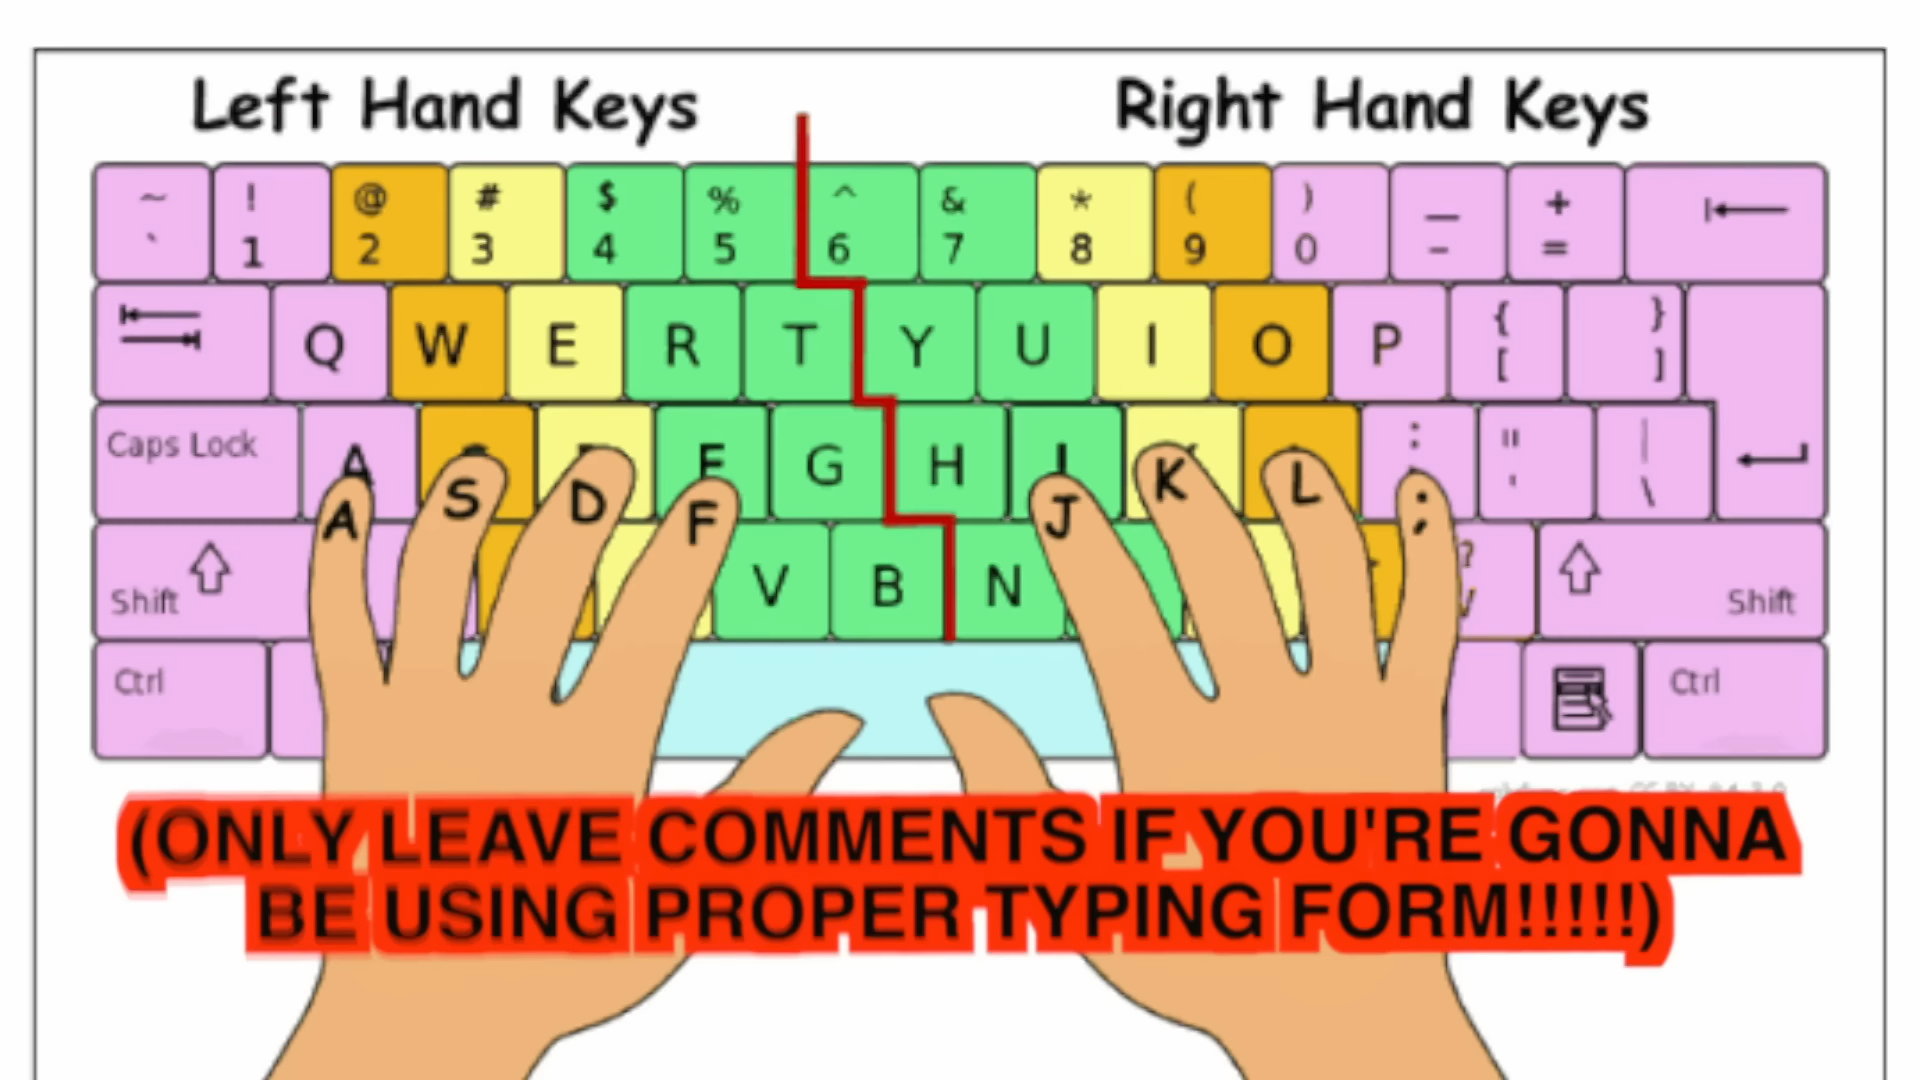 Left Hand Keys Right Hand Keys
~ ! @ # $ % ^ & * ( ) _ +
` 1 2 3 4 5 6 7 8 9 0 - =
Q W E R T Y U I O P { }
[ ]
Caps Lock A F G H J K : " |
' \
A S D F J K L ;
Shift V B N ? Shift
Ctrl Ctrl
(ONLY LEAVE COMMENTS IF YOU'RE GONNA
BE USING PROPER TYPING FORM!!!!!)